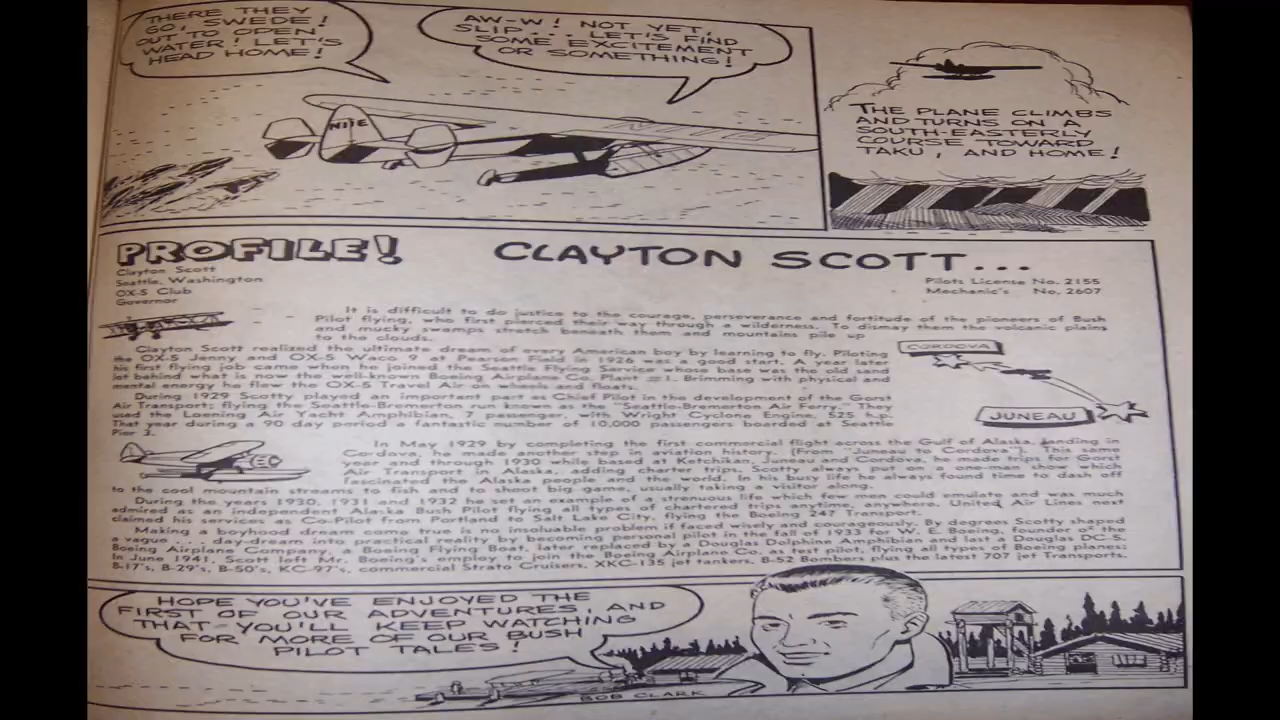 THERE THEY
GO, SWEDE!
OUT TO OPEN
WATER! LET'S
HEAD HOME!
AW-W! NOT YET,
SLIP... LET'S FIND
SOME EXCITEMENT
OR SOMETHING!
THE PLANE CLIMBS
AND TURNS ON A
SOUTH-EASTERLY
COURSE TOWARD
TAKU, AND HOME!
PROFILE! CLAYTON SCOTT...
Clayton Scott
Seattle, Washington
OX-5 Club
Governor
Pilots License No. 2155
Mechanic's No. 2607
It is difficult to do justice to the courage, perseverance and fortitude of the pioneers of Bush
Pilot flying, who first pierced their way through a wilderness. To dismay them the volcanic plains
and mucky swamps stretch beneath them and mountains pile up
to the clouds.
Clayton Scott realized the ultimate dream of every American boy by learning to fly. Piloting
the OX-5 Jenny and OX-5 Waco 9 at Pearson Field in 1926 was a good start. A year later
his first flying job came when he joined the Seattle Flying Service whose base was the old sand
lot behind what is now the well-known Boeing Airplane Co. Plant #1. Brimming with physical and
mental energy he flew the OX-5 Travel Air on wheels and floats.
During 1929 Scotty played an important part as Chief Pilot in the development of the Gorst
Air Transport; flying the Seattle-Bremerton run known as the "Seattle-Bremerton Air Ferry." They
used the Loening Air Yacht Amphibian, 7 passenger, with Wright Cyclone Engine, 525 h.p.
That year during a 90 day period a fantastic number of 10,000 passengers boarded at Seattle
Pier 3.
CORDOVA
JUNEAU
In May 1929 by completing the first commercial flight across the Gulf of Alaska, landing in
Cordova, he made another step in aviation history. (From "Juneau to Cordova"). This same
year and through 1930 while based at Ketchikan, Juneau and Cordova, he made trips for Gorst
Air Transport in Alaska, adding charter trips. Scotty always put on a one-man show which
fascinated the Alaska people and the world. In his busy life he always found time to dash off
to the cool mountain streams to fish and to shoot big game, usually taking a visitor along.
During the years 1930, 1931 and 1932 he set an example of a strenuous life which few men could emulate and was much
admired as an independent Alaska Bush Pilot flying all types of chartered trips anytime, anywhere. United Air Lines next
claimed his services as Co-Pilot from Portland to Salt Lake City, flying the Boeing 247 Transport.
Making a boyhood dream come true is no insoluable problem if faced wisely and courageously. By degrees Scotty shaped
a vague day-dream into practical reality by becoming personal pilot in the fall of 1933 for W. E. Boeing, founder of the
Boeing Airplane Company, a Boeing Flying Boat, later replaced by a Douglas Dolphine Amphibian and last a Douglas DC-5.
In June 1941, Scott left Mr. Boeing's employ to join the Boeing Airplane Co. as test pilot, flying all types of Boeing planes:
B-17's, B-29's, B-50's, KC-97's, commercial Strato Cruisers, XKC-135 jet tankers, B-52 Bombers plus the latest 707 jet Transports.
HOPE YOU'VE ENJOYED THE
FIRST OF OUR ADVENTURES, AND
THAT YOU'LL KEEP WATCHING
FOR MORE OF OUR BUSH
PILOT TALES!
BOB CLARK